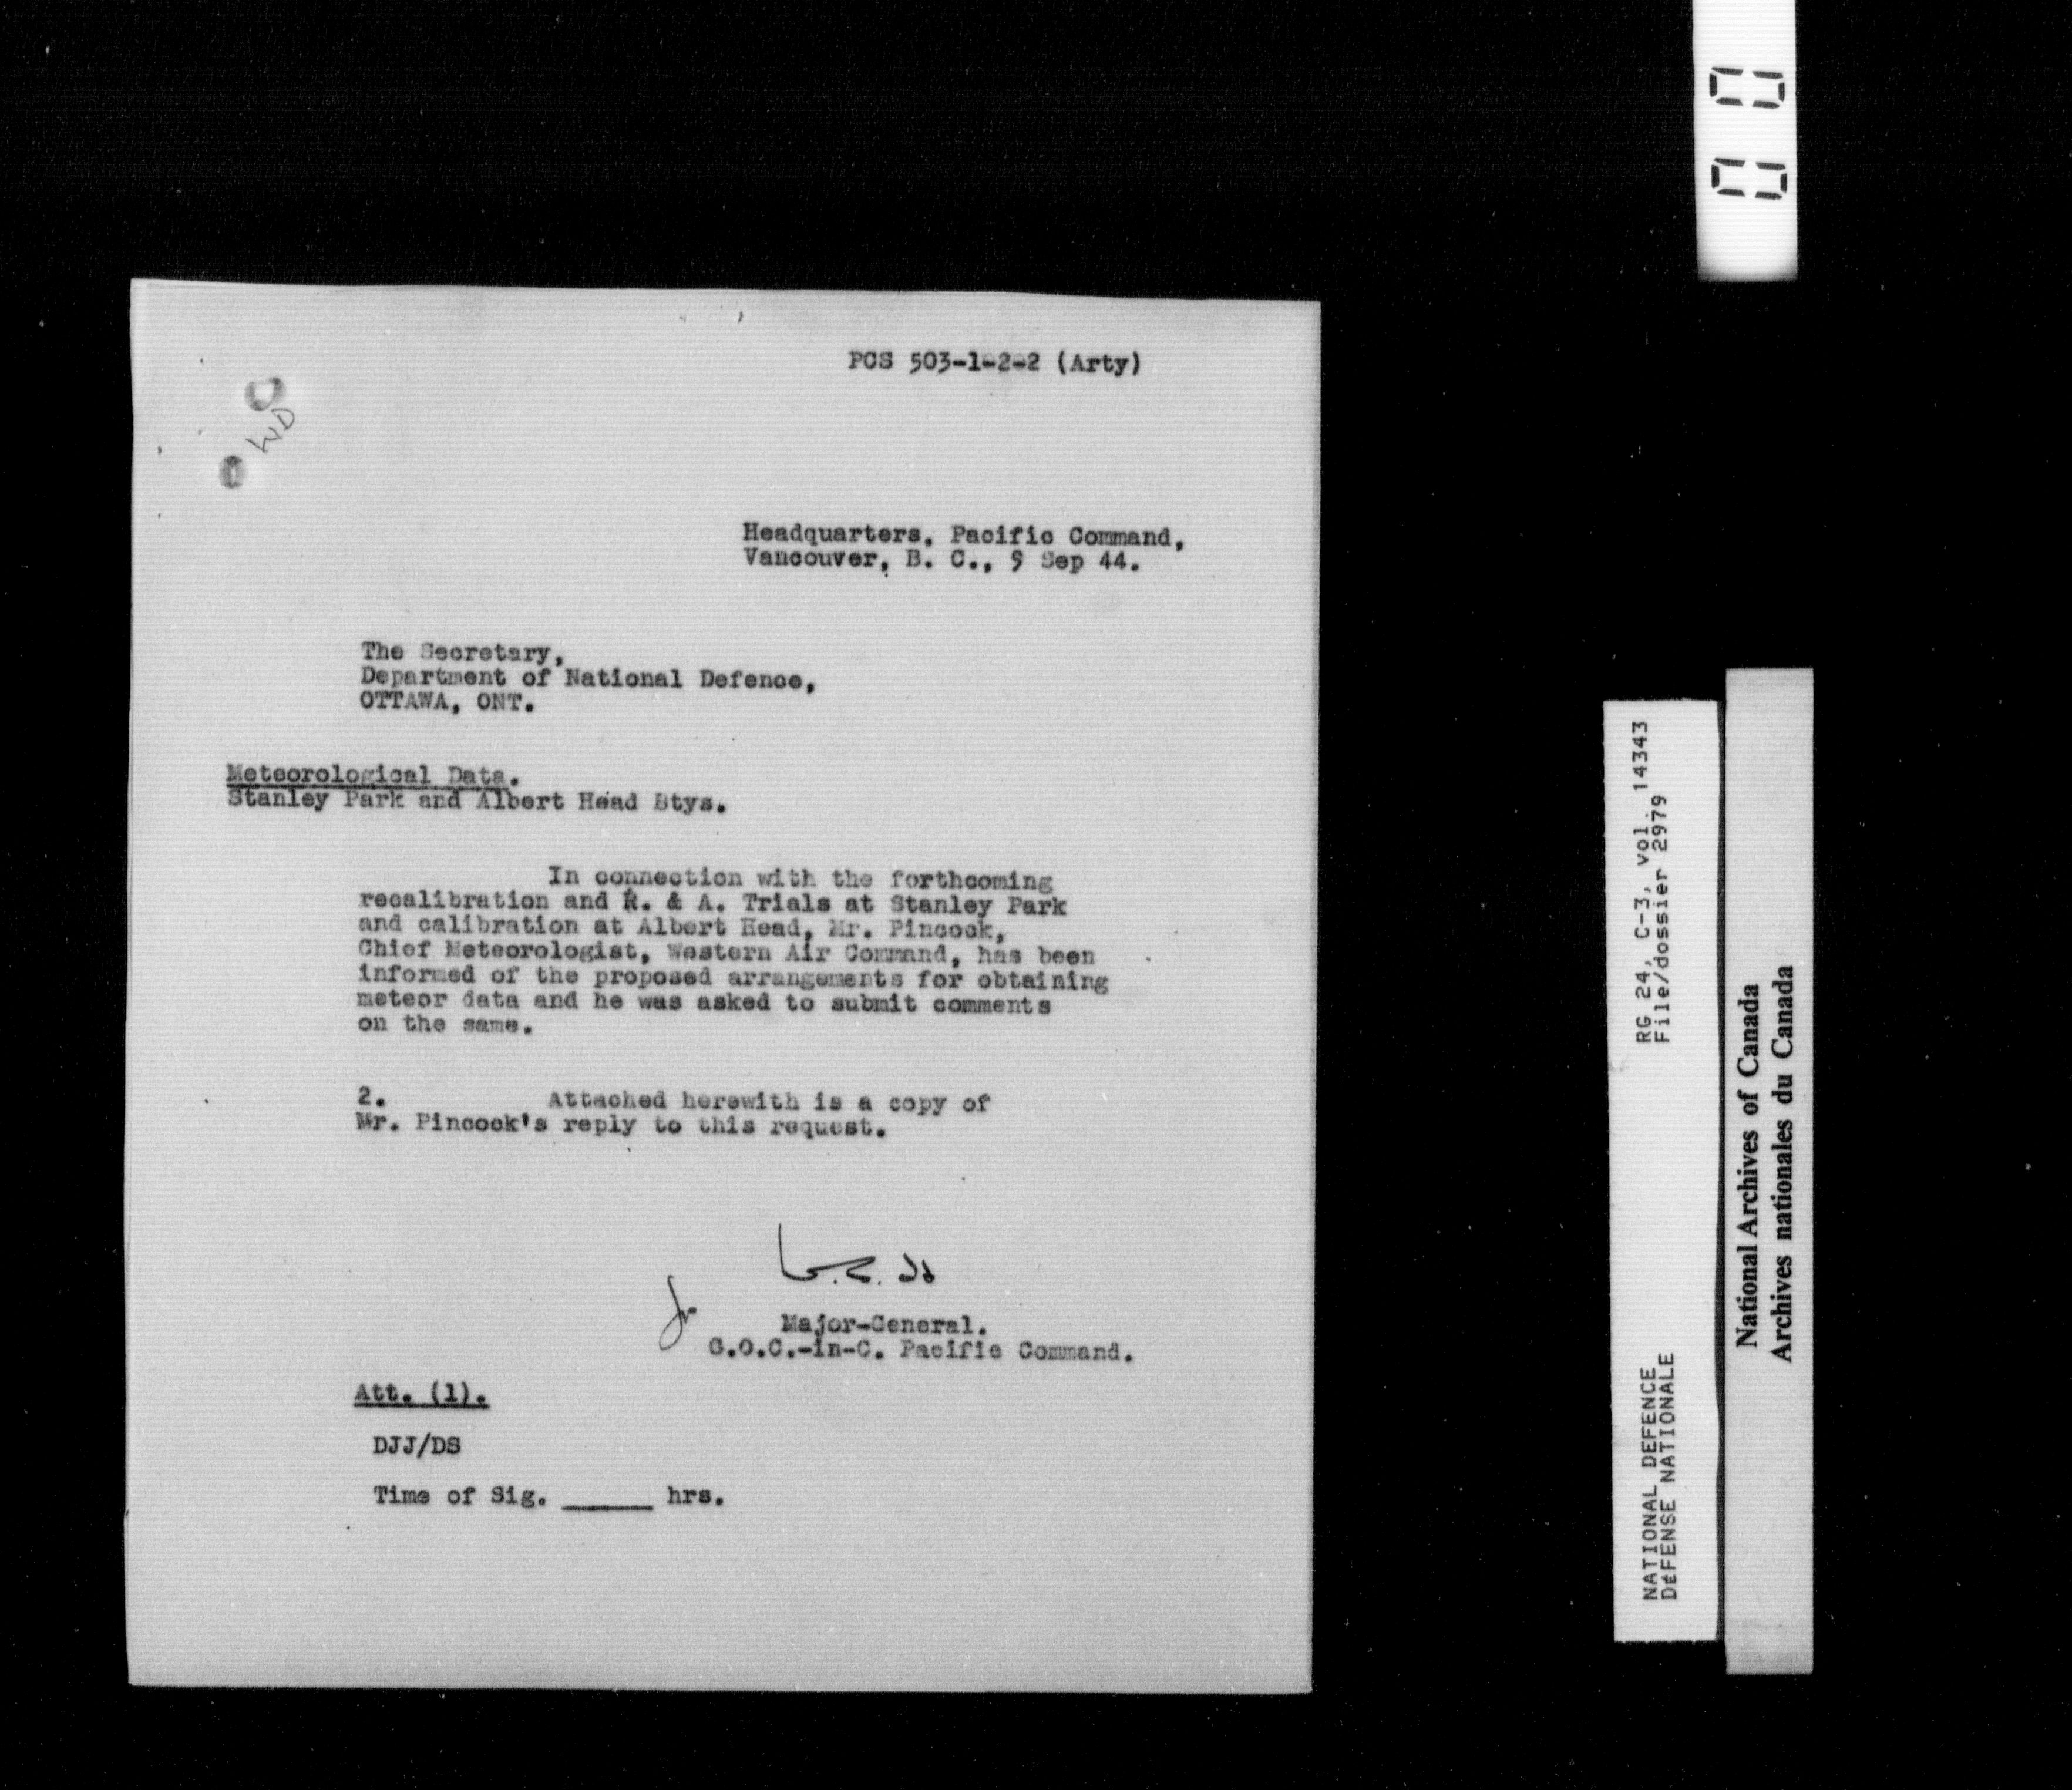 PCS 503-1-2-2 (Arty)
WD
Headquarters, Pacific Command,
Vancouver, B. C., 9 Sep 44.
The Secretary,
Department of National Defence,
OTTAWA, ONT.
Meteorological Data.
Stanley Park and Albert Head Btys.
In connection with the forthcoming
recalibration and R. & A. Trials at Stanley Park
and calibration at Albert Head, Mr. Pincock,
Chief Meteorologist, Western Air Command, has been
informed of the proposed arrangements for obtaining
meteor data and he was asked to submit comments
on the same.
2. Attached herewith is a copy of
Mr. Pincock's reply to this request.
for
Major-General.
G.O.C.-in-C. Pacific Command.
Att. (1).
DJJ/DS
Time of Sig. ______ hrs.
RG 24, C-3, vol. 14343
File/dossier 2979
NATIONAL DEFENCE
DÉFENSE NATIONALE
National Archives of Canada
Archives nationales du Canada